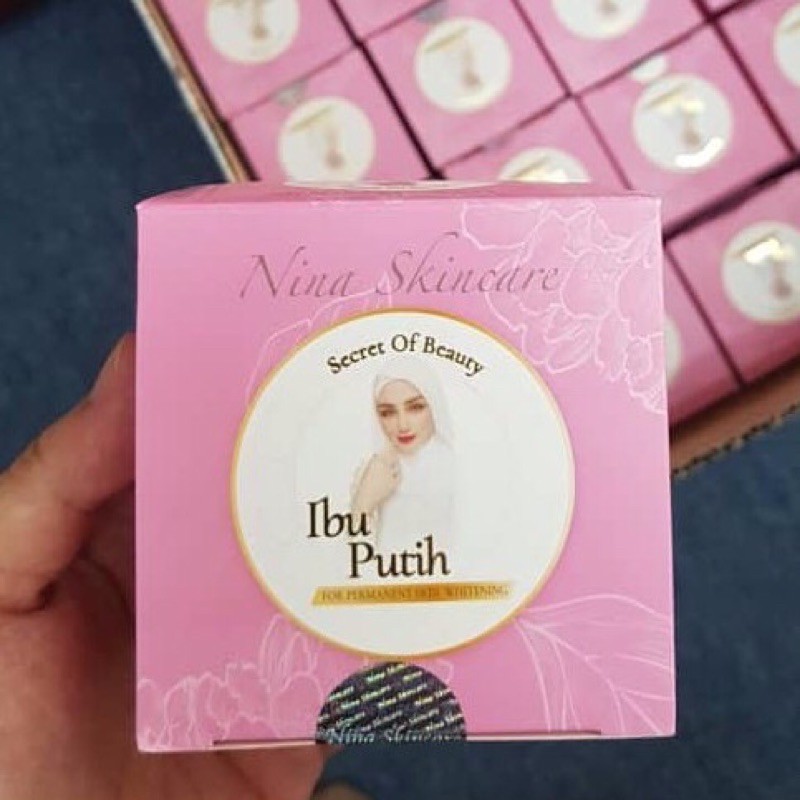 Nina Skincare
Secret Of Beauty
Ibu
Putih
FOR PERMANENT SKIN WHITENING
Nina Skincare